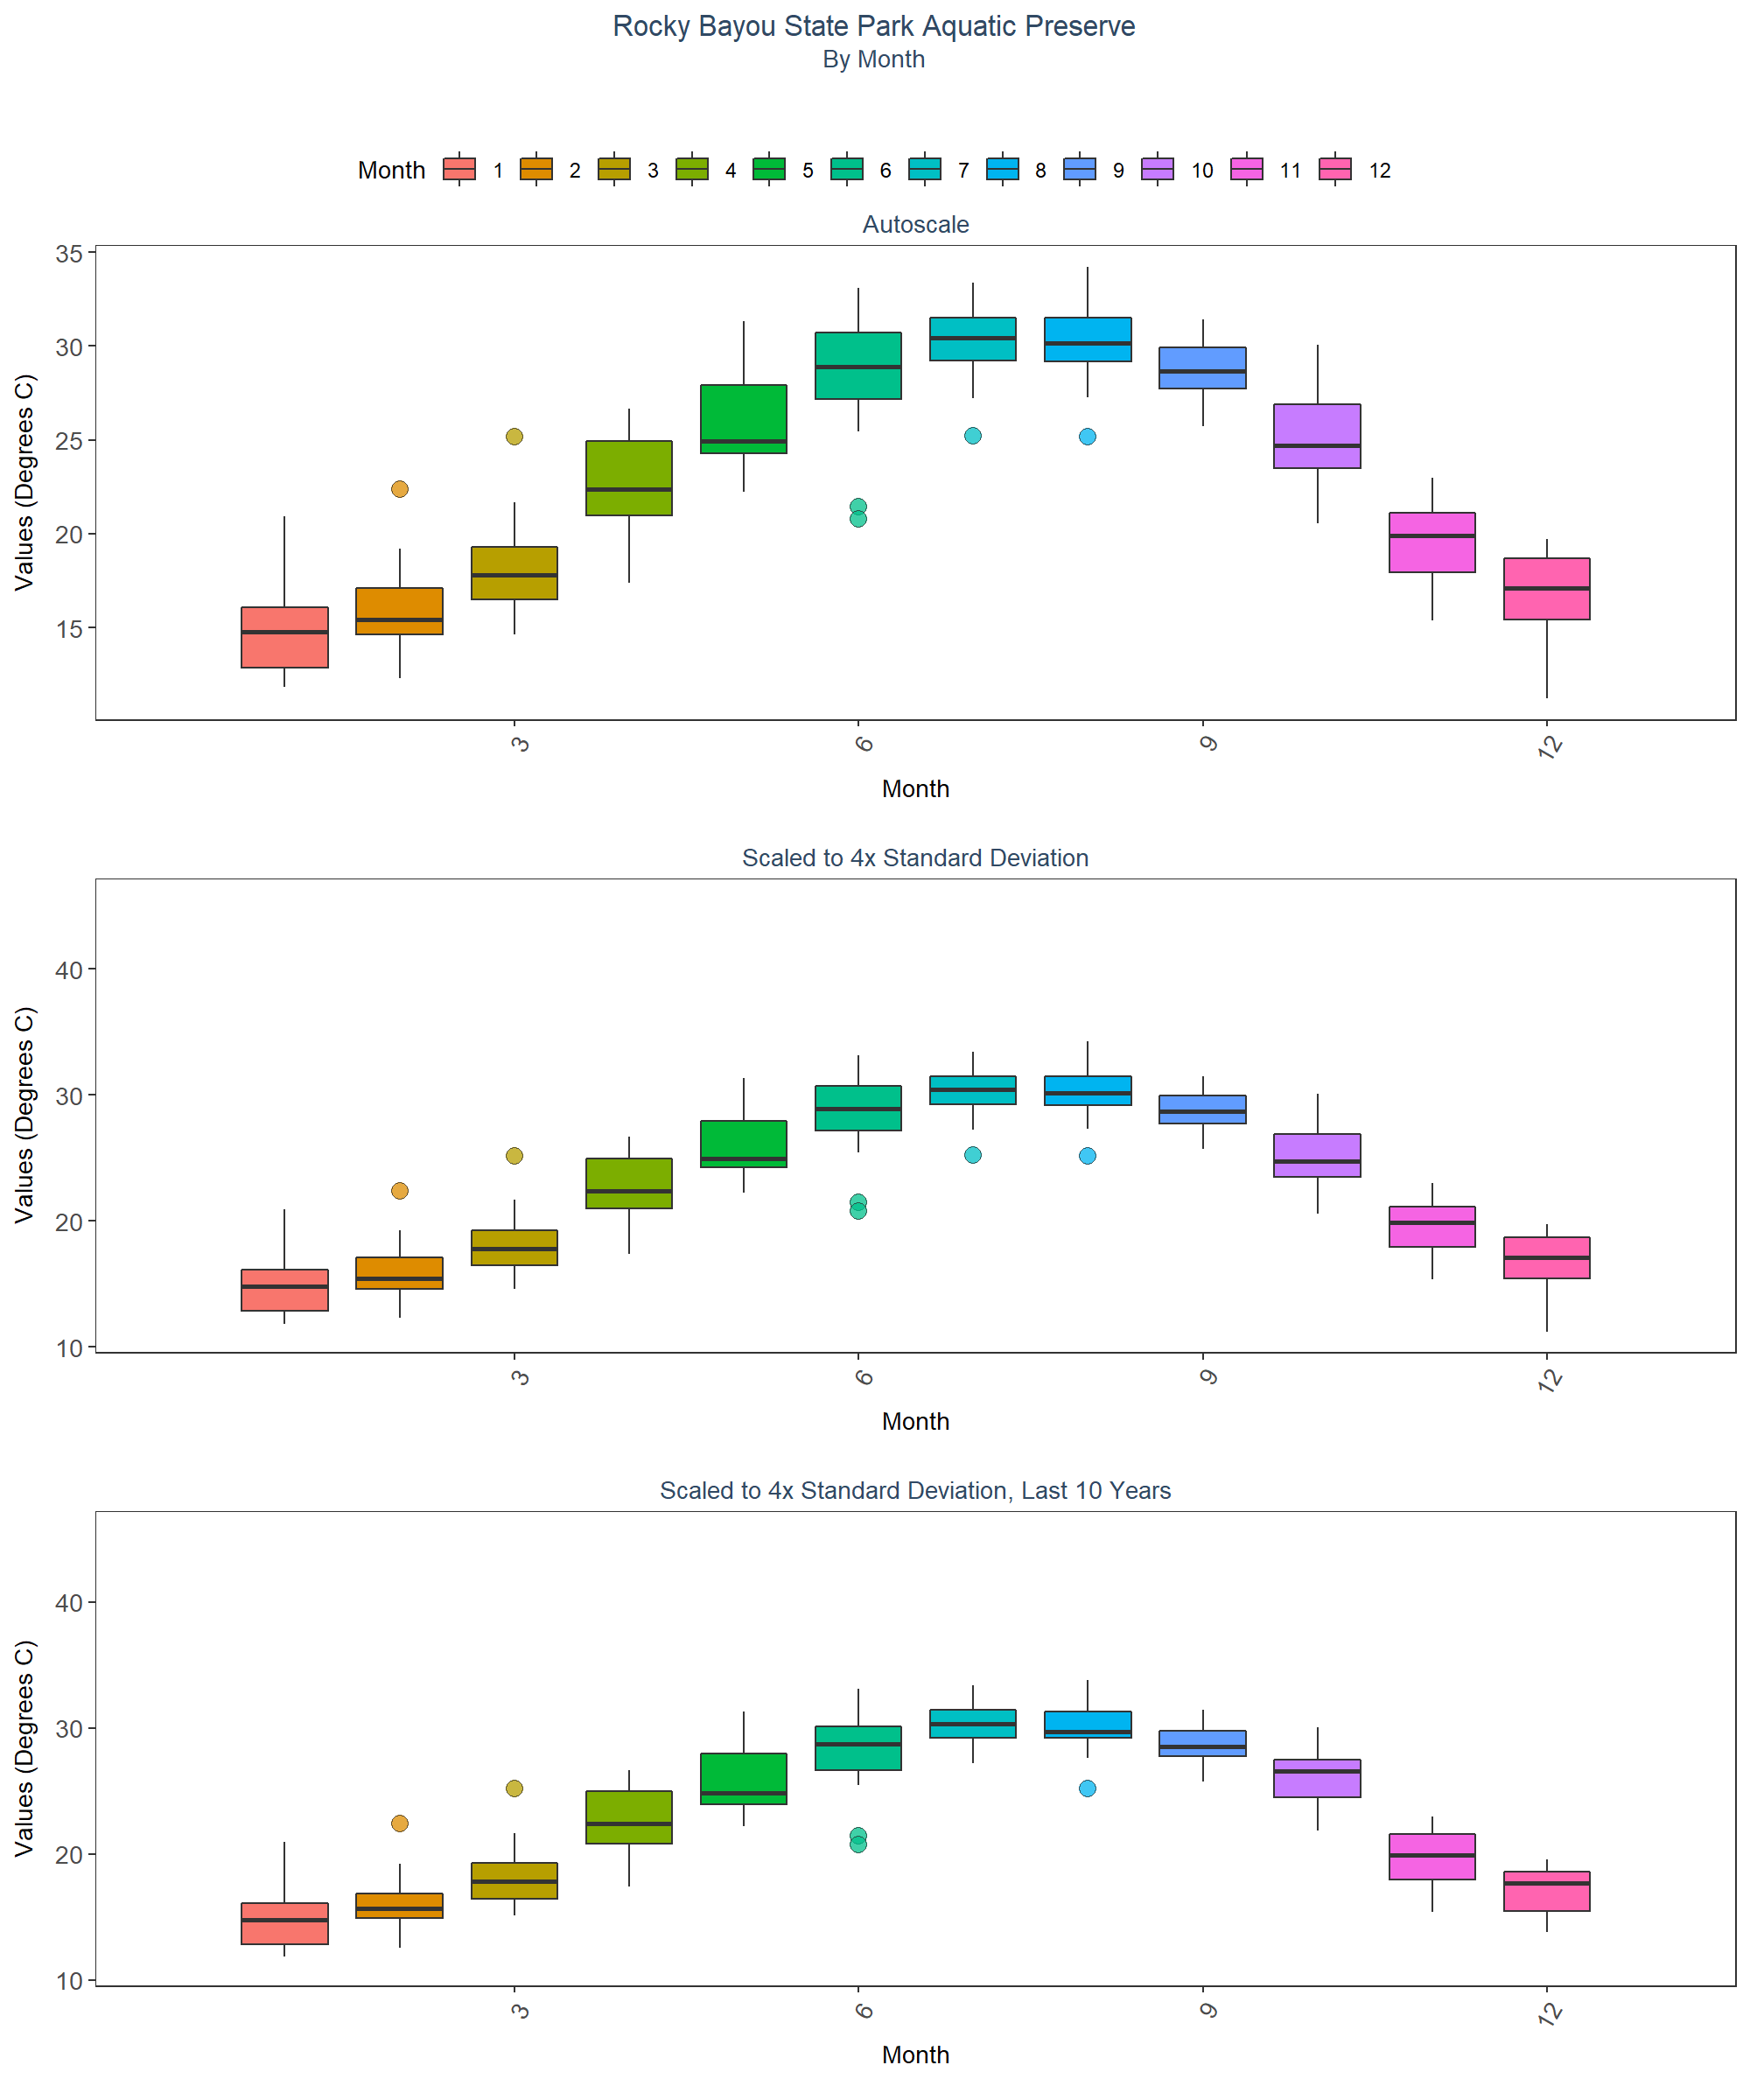 Rocky Bayou State Park Aquatic Preserve
By Month
Month 1 2 3 4 5 6 7 8 9 10 11 12
Autoscale
Values (Degrees C)
35
30
25
20
15
3 6 9 12
Month
Scaled to 4x Standard Deviation
Values (Degrees C)
40
30
20
10
3 6 9 12
Month
Scaled to 4x Standard Deviation, Last 10 Years
Values (Degrees C)
40
30
20
10
3 6 9 12
Month